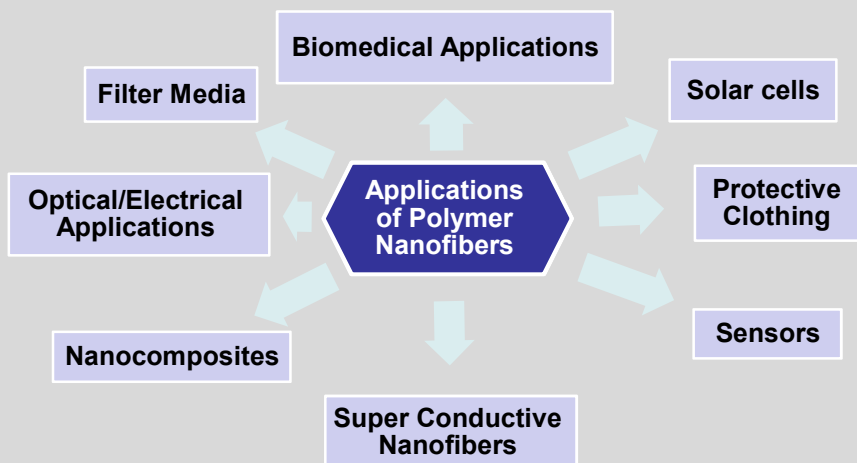 Biomedical Applications
Filter Media
Solar cells
Applications
of Polymer
Nanofibers
Optical/Electrical
Applications
Protective
Clothing
Nanocomposites
Sensors
Super Conductive
Nanofibers